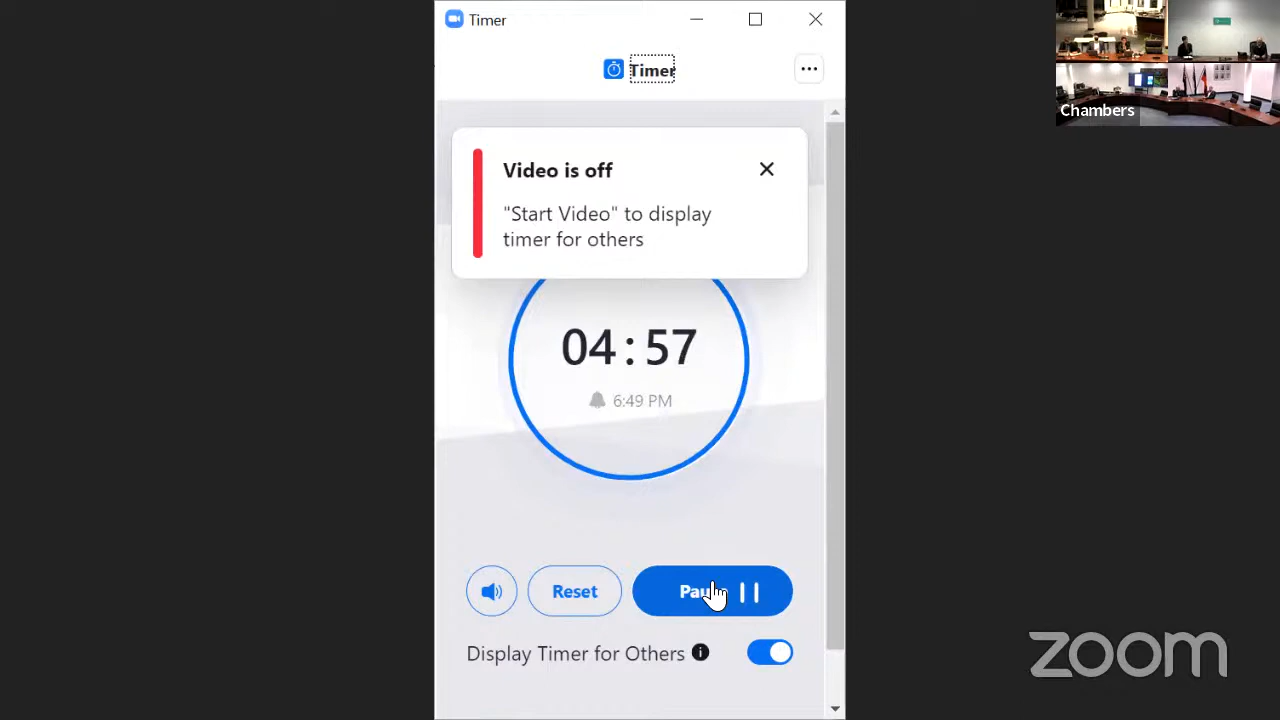 Timer
Timer
Chambers
Video is off
"Start Video" to display
timer for others
04:57
6:49 PM
Reset
Display Timer for Others
zoom